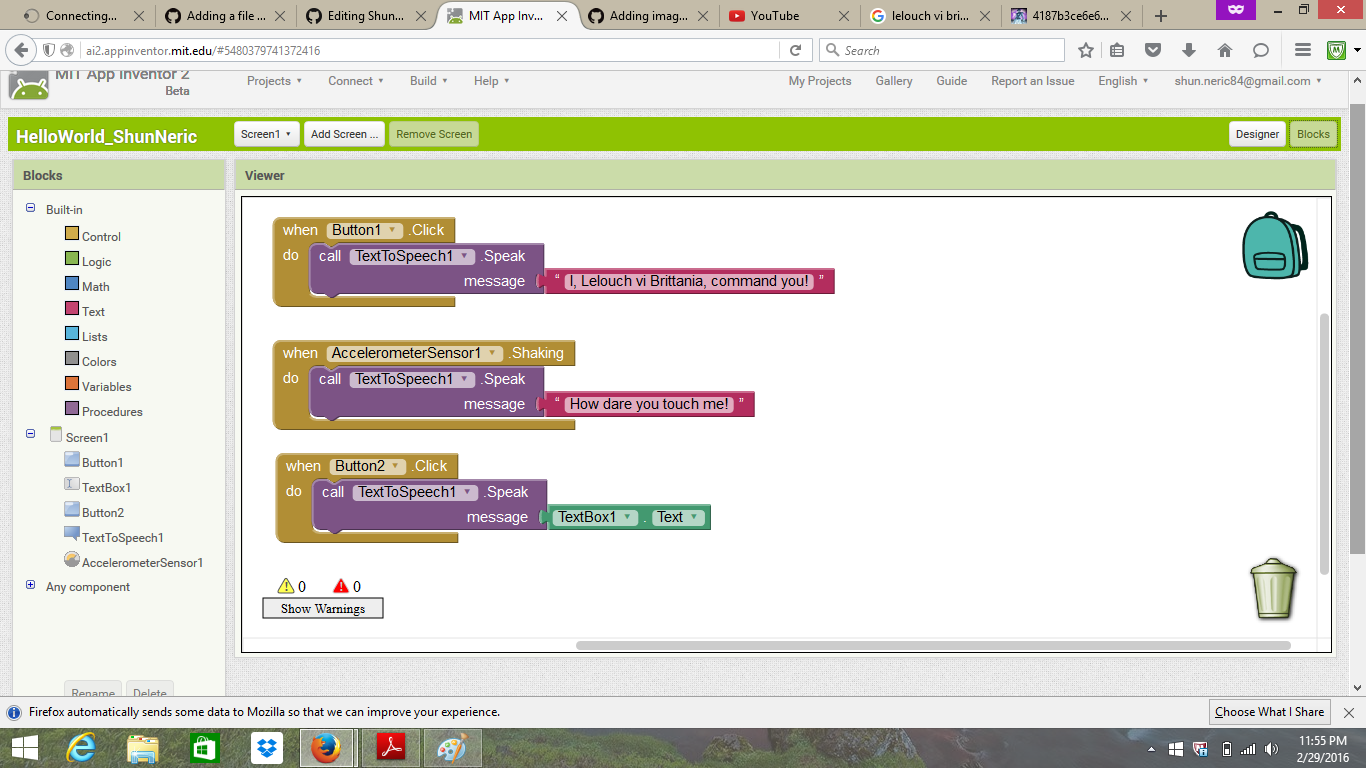 Connecting... Adding a file ... Editing Shun... MIT App Inv... Adding imag... YouTube lelouch vi bri... 4187b3ce6e6...
ai2.appinventor.mit.edu/#5480379741372416 Search
MIT App Inventor 2
Beta
Projects Connect Build Help My Projects Gallery Guide Report an Issue English shun.neric84@gmail.com
HelloWorld_ShunNeric Screen1 Add Screen ... Remove Screen Designer Blocks
Blocks
Built-in
Control
Logic
Math
Text
Lists
Colors
Variables
Procedures
Screen1
Button1
TextBox1
Button2
TextToSpeech1
AccelerometerSensor1
Any component
Rename Delete
Viewer
when Button1 .Click
do call TextToSpeech1 .Speak
message “ I, Lelouch vi Brittania, command you! ”
when AccelerometerSensor1 .Shaking
do call TextToSpeech1 .Speak
message “ How dare you touch me! ”
when Button2 .Click
do call TextToSpeech1 .Speak
message TextBox1 . Text
0 0
Show Warnings
Firefox automatically sends some data to Mozilla so that we can improve your experience. Choose What I Share
11:55 PM
2/29/2016